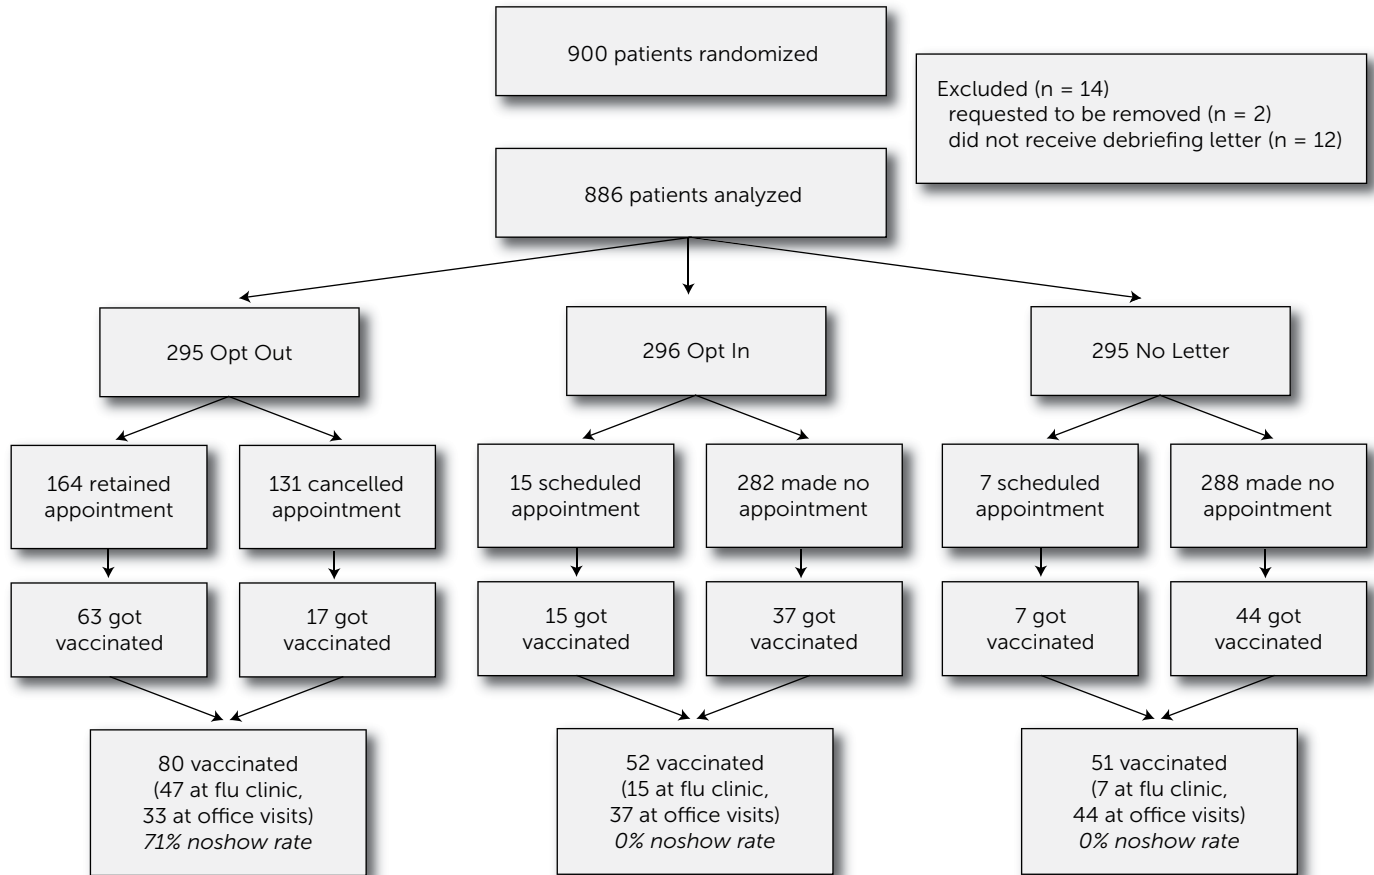 900 patients randomized
Excluded (n = 14)
requested to be removed (n = 2)
did not receive debriefing letter (n = 12)
886 patients analyzed
295 Opt Out
296 Opt In
295 No Letter
164 retained
appointment
131 cancelled
appointment
15 scheduled
appointment
282 made no
appointment
7 scheduled
appointment
288 made no
appointment
63 got
vaccinated
17 got
vaccinated
15 got
vaccinated
37 got
vaccinated
7 got
vaccinated
44 got
vaccinated
80 vaccinated
(47 at flu clinic,
33 at office visits)
71% noshow rate
52 vaccinated
(15 at flu clinic,
37 at office visits)
0% noshow rate
51 vaccinated
(7 at flu clinic,
44 at office visits)
0% noshow rate